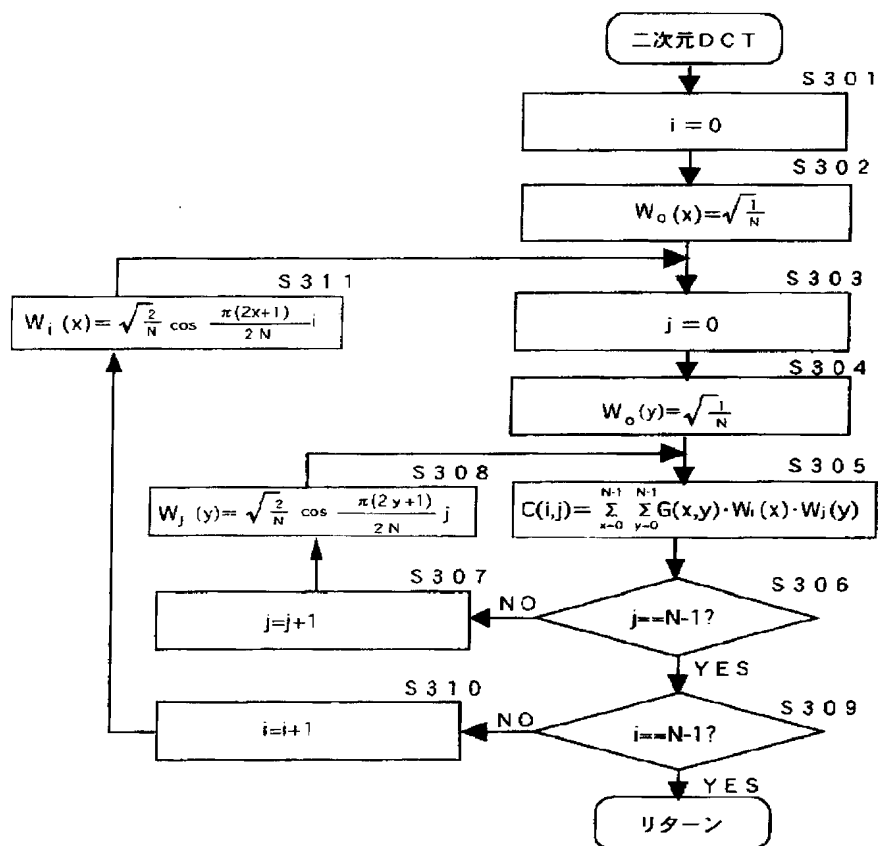 二次元DCT
S301
i = 0
S302
W₀(x)=√1/N
S303
j = 0
S304
W₀(y)=√1/N
S305
C(i,j)= Σ x=0 N-1 Σ y=0 N-1 G(x,y)·Wi(x)·Wj(y)
S306
j==N-1?
NO
YES
S307
j=j+1
S308
Wj(y)=√2/N cos π(2y+1)/2N j
S309
i==N-1?
NO
YES
S310
i=i+1
S311
Wi(x)=√2/N cos π(2x+1)/2N i
リターン